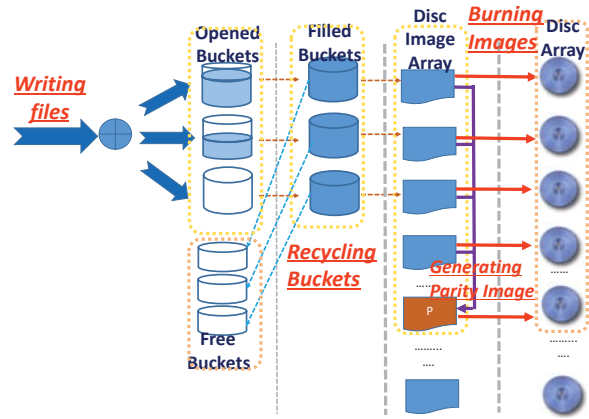 Opened
Buckets
Filled
Buckets
Disc
Image
Array
Burning
Images
Disc
Array
Writing
files
Recycling
Buckets
Generating
Parity Image
P
Free
Buckets
......
......
.........
....
.........
....